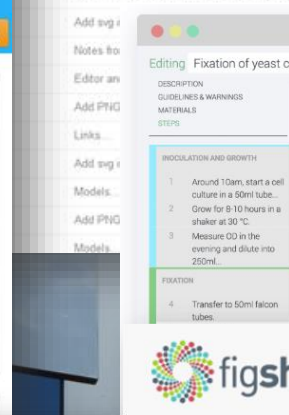 Add svg
Notes
Editor an
Add PNG
Links...
Add svg
Models...
Add PNG
Models
Editing Fixation of yeast c
DESCRIPTION
GUIDELINES & WARNINGS
MATERIALS
STEPS
INOCULATION AND GROWTH
1 Around 10am, start a cell
culture in a 50ml tube...
2 Grow for 8-10 hours in a
shaker at 30 °C.
3 Measure OD in the
evening and dilute into
250ml...
FIXATION
4 Transfer to 50ml falcon
tubes.
figsh